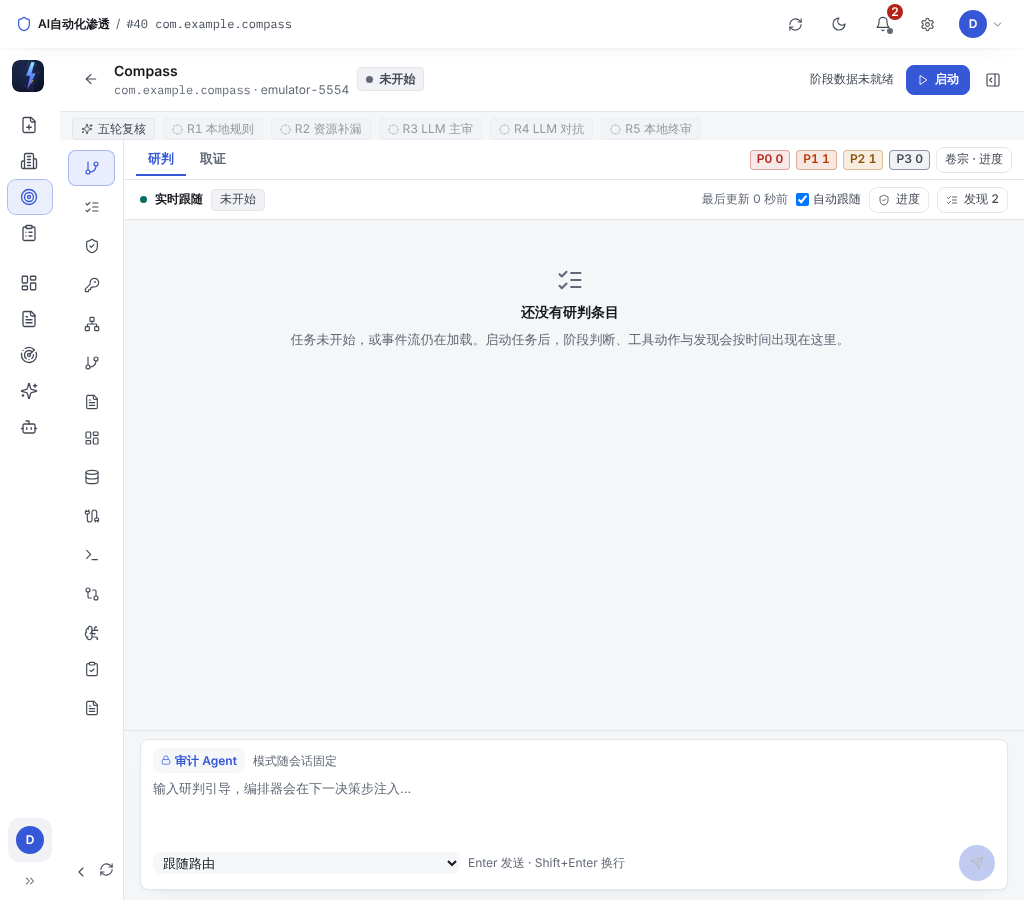 AI自动化渗透 / #40 com.example.compass
2
D
Compass
com.example.compass · emulator-5554
未开始
阶段数据未就绪
启动
五轮复核
R1 本地规则
R2 资源补漏
R3 LLM 主审
R4 LLM 对抗
R5 本地终审
研判
取证
P0 0
P1 1
P2 1
P3 0
卷宗 · 进度
实时跟随
未开始
最后更新 0 秒前
自动跟随
进度
发现 2
还没有研判条目
任务未开始，或事件流仍在加载。启动任务后，阶段判断、工具动作与发现会按时间出现在这里。
审计 Agent
模式随会话固定
输入研判引导，编排器会在下一决策步注入...
跟随路由
Enter 发送 · Shift+Enter 换行
D